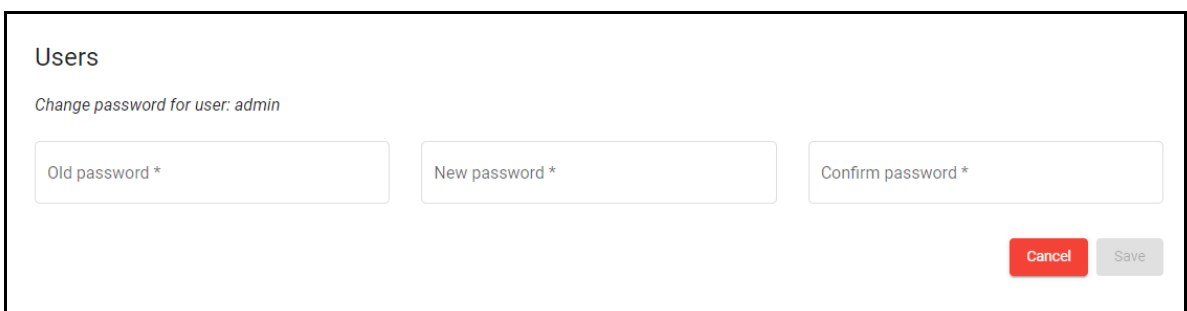 Users
Change password for user: admin
Old password * New password * Confirm password *
Cancel Save